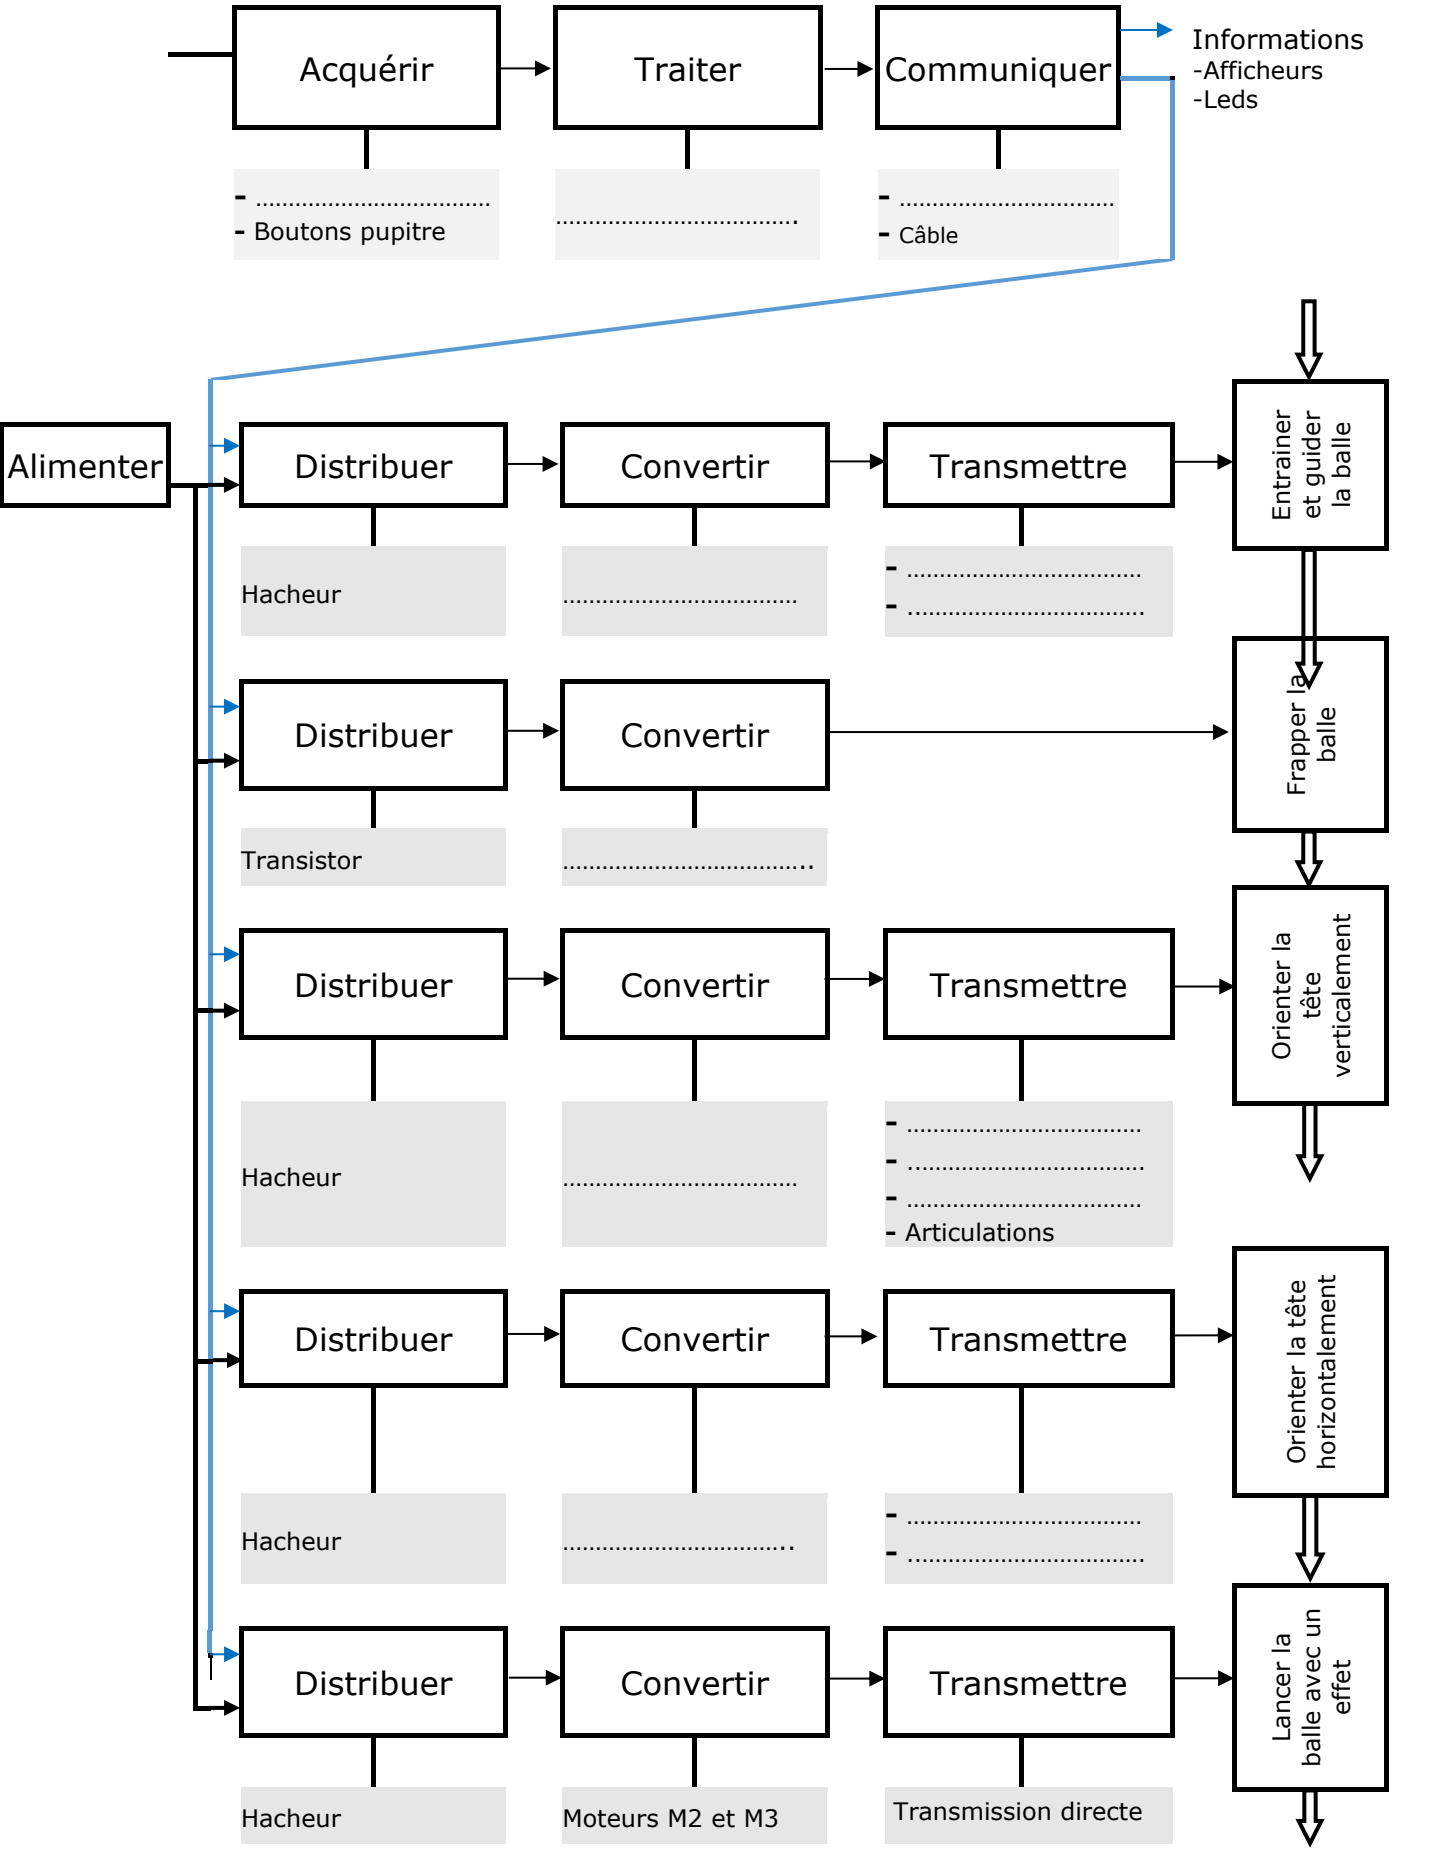 Acquérir
Traiter
Communiquer
Informations
-Afficheurs
-Leds
- ....................................
- Boutons pupitre
.....................................
- .................................
- Câble
Alimenter
Distribuer
Convertir
Transmettre
Entrainer
et guider
la balle
Hacheur
....................................
- ....................................
- ....................................
Distribuer
Convertir
Frapper la
balle
Transistor
......................................
Distribuer
Convertir
Transmettre
Orienter la
tête
verticalement
Hacheur
....................................
- ....................................
- ....................................
- ....................................
- Articulations
Distribuer
Convertir
Transmettre
Orienter la tête
horizontalement
Hacheur
...................................
- ....................................
- ....................................
Distribuer
Convertir
Transmettre
Lancer la
balle avec un
effet
Hacheur
Moteurs M2 et M3
Transmission directe